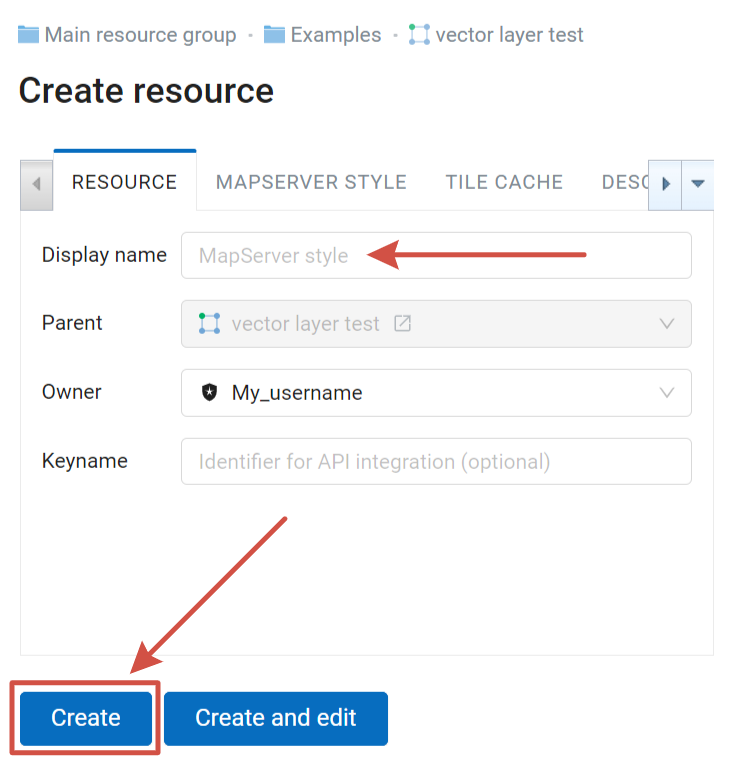 Main resource group · Examples · vector layer test
Create resource
RESOURCE MAPSERVER STYLE TILE CACHE DESC
Display name MapServer style
Parent vector layer test
Owner My_username
Keyname Identifier for API integration (optional)
Create Create and edit